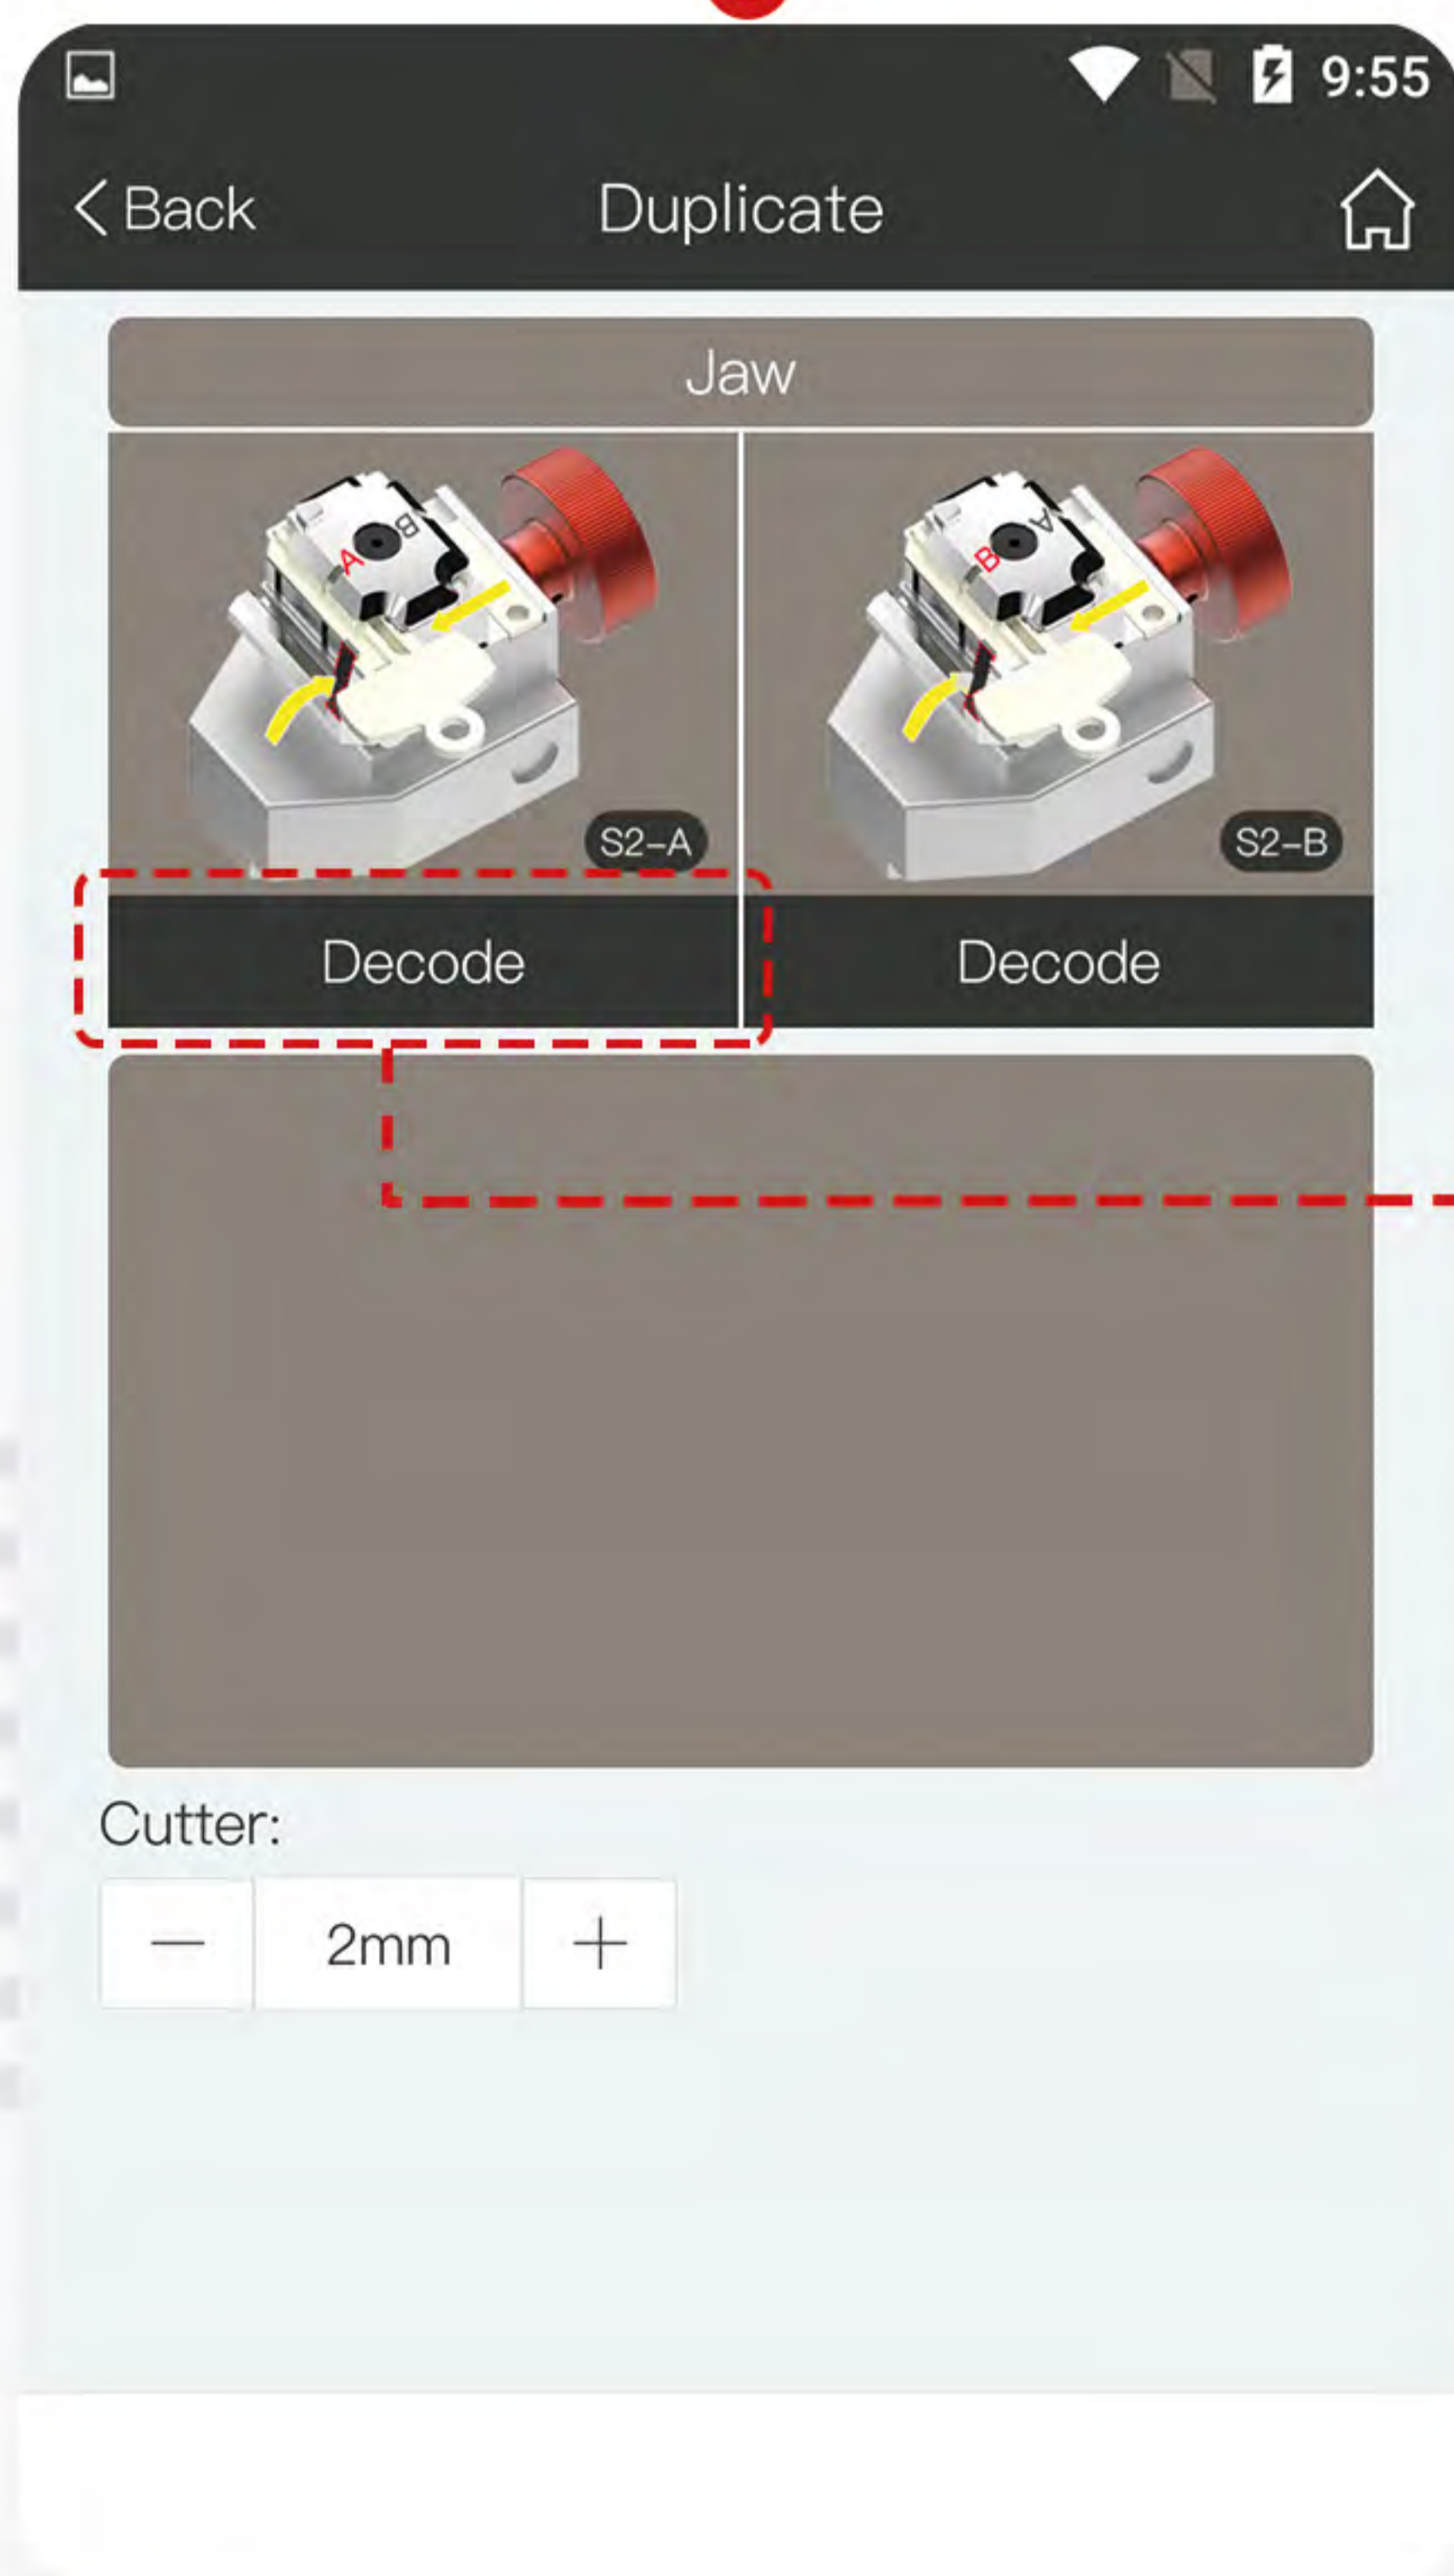 9:55
Back Duplicate
Jaw
A B
B A
S2-A S2-B
Decode Decode
Cutter:
— 2mm +